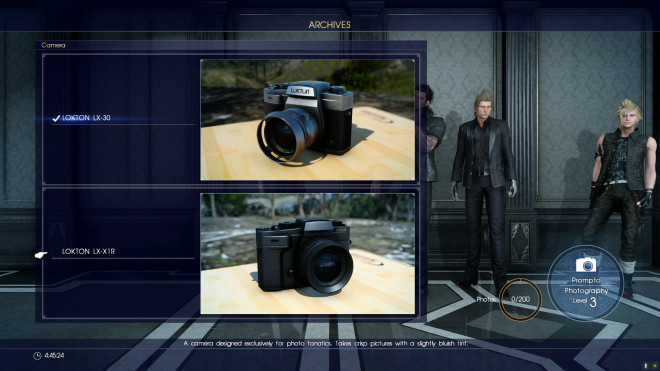 ARCHIVES
Camera
LOKTON LX-30
LOKTON
LOKTON LX-X1R
Photos
0/200
Prompto
Photography
Level 3
A camera designed exclusively for photo fanatics. Takes crisp pictures with a slightly bluish tint.
4:45:24